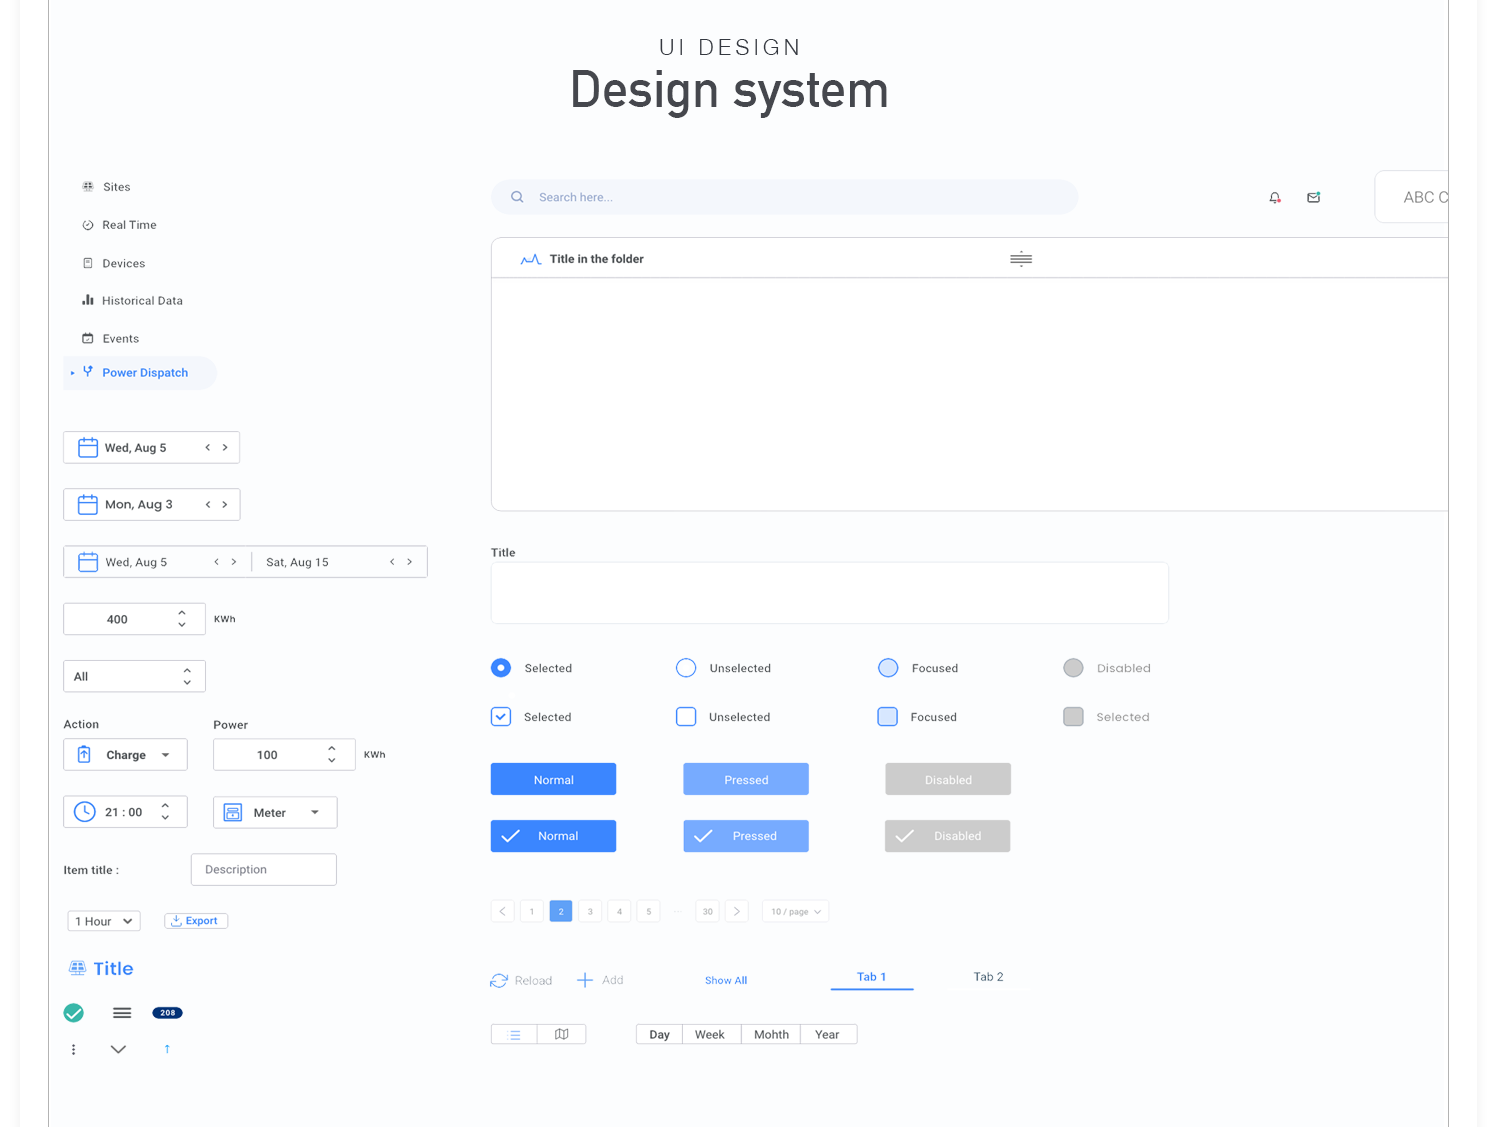 UI DESIGN
Design system
Sites
Real Time
Devices
Historical Data
Events
Power Dispatch
Wed, Aug 5
Mon, Aug 3
Wed, Aug 5 Sat, Aug 15
400 KWh
All
Action Power
Charge 100 KWh
21 : 00 Meter
Item title : Description
1 Hour Export
Title
208
Search here... ABC C
Title in the folder
Title
Selected Unselected Focused Disabled
Selected Unselected Focused Selected
Normal Pressed Disabled
Normal Pressed Disabled
1 2 3 4 5 ... 30 10 / page
Reload Add Show All Tab 1 Tab 2
Day Week Mohth Year